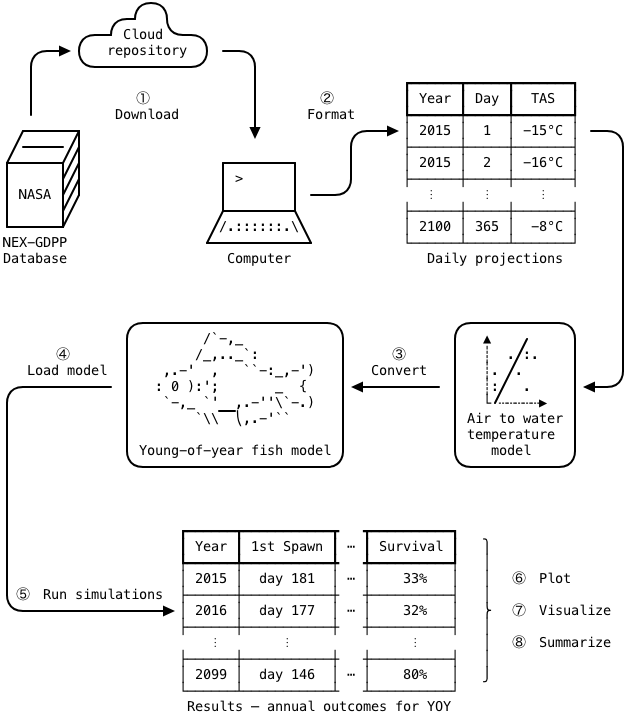 Cloud
repository
①
Download
②
Format
NASA
NEX−GDPP
Database
>
Computer
Year Day TAS
2015 1 −15°C
2015 2 −16°C
⋮ ⋮ ⋮
2100 365 −8°C
Daily projections
④
Load model
: 0 ) : ' ;
Young-of-year fish model
③
Convert
Air to water
temperature
model
⑤ Run simulations
Year 1st Spawn ⋯ Survival
2015 day 181 ⋯ 33%
2016 day 177 ⋯ 32%
⋮ ⋮ ⋮
2099 day 146 ⋯ 80%
Results — annual outcomes for YOY
⑥ Plot
⑦ Visualize
⑧ Summarize